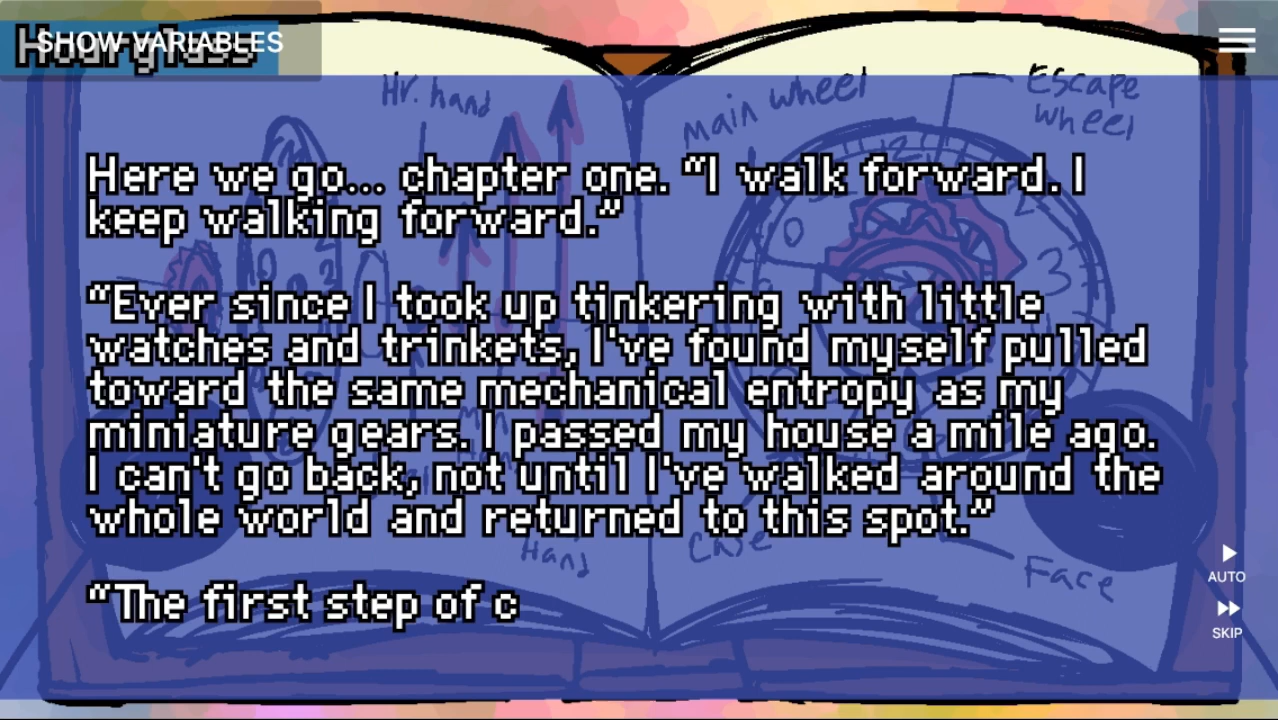 Hourglass
SHOW VARIABLES
Hr. hand
main wheel
Escape
wheel
Here we go... chapter one. “I walk forward. I
keep walking forward.”
“Ever since I took up tinkering with little
watches and trinkets, I've found myself pulled
toward the same mechanical entropy as my
miniature gears. I passed my house a mile ago.
I can't go back, not until I've walked around the
whole world and returned to this spot.”
Hand
Case
Face
“The first step of c
AUTO
SKIP